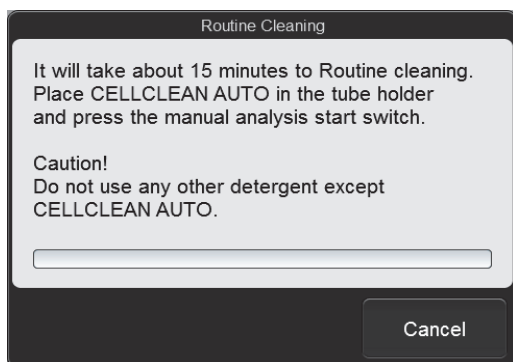 Routine Cleaning
It will take about 15 minutes to Routine cleaning.
Place CELLCLEAN AUTO in the tube holder
and press the manual analysis start switch.
Caution!
Do not use any other detergent except
CELLCLEAN AUTO.
Cancel